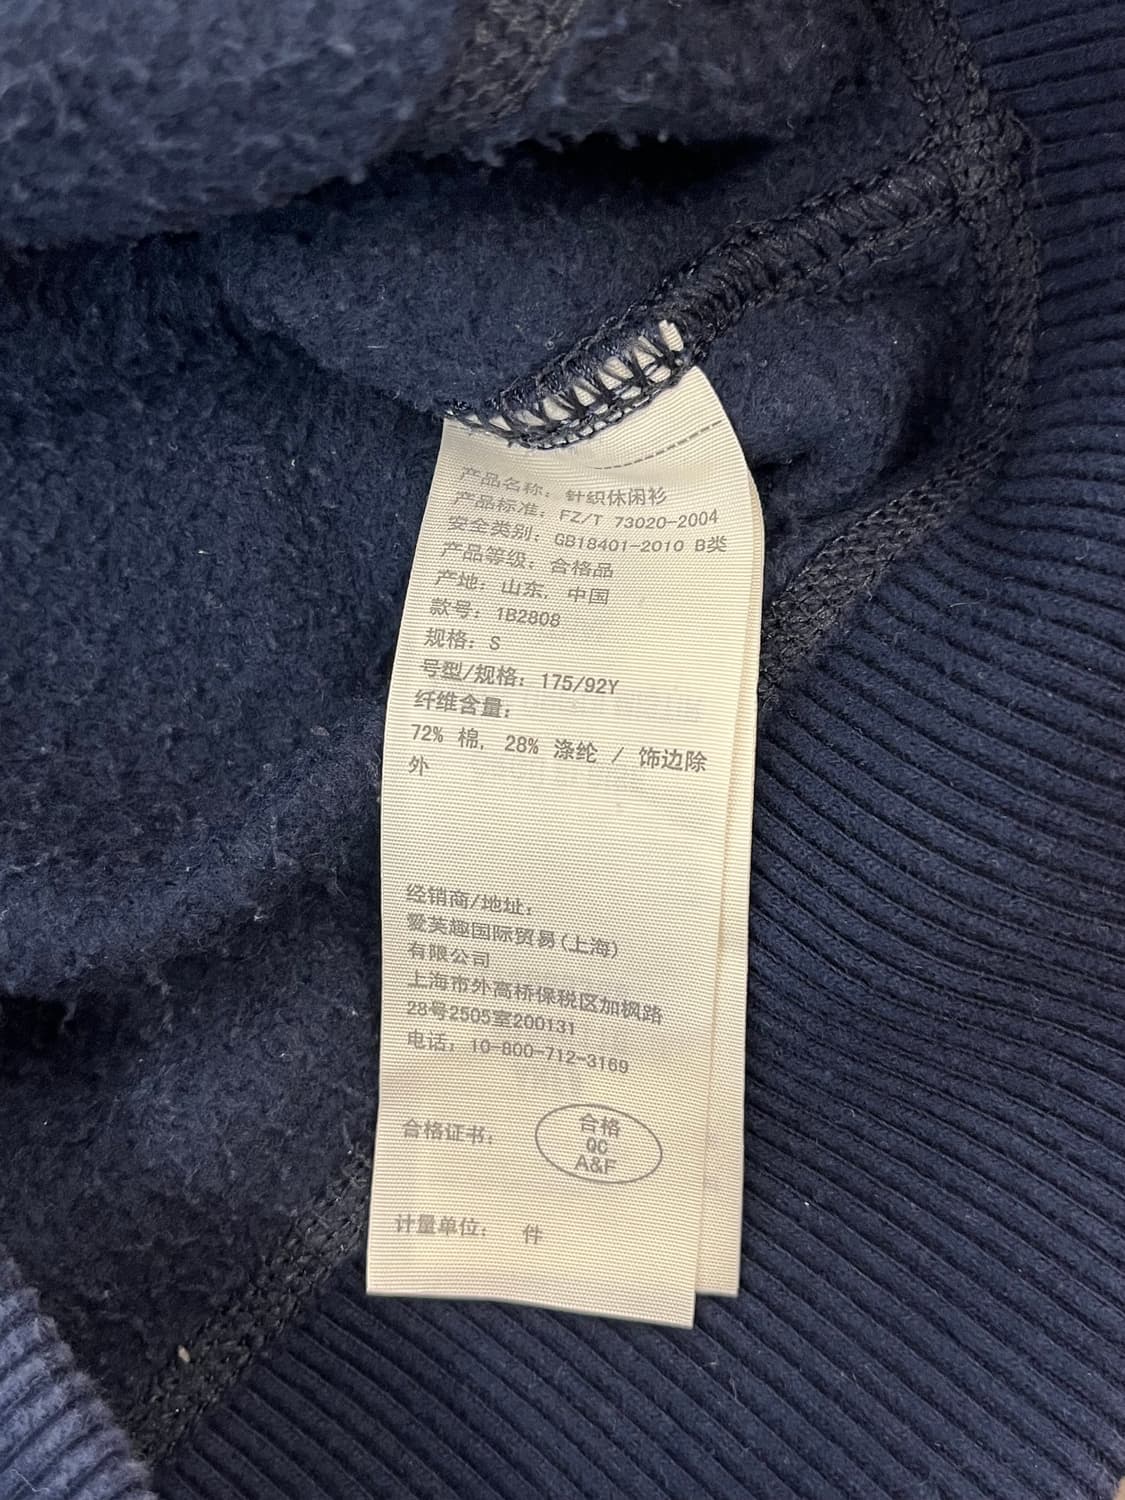 产品名称: 针织休闲衫
产品标准: FZ/T 73020-2004
安全类别: GB18401-2010 B类
产品等级: 合格品
产地: 山东, 中国
款号: 1B2808
规格: S
号型/规格: 175/92Y
纤维含量:
72% 棉, 28% 涤纶 / 饰边除
外
经销商/地址:
爱芙趣国际贸易(上海)
有限公司
上海市外高桥保税区加枫路
28号2505室200131
电话: 10-800-712-3169
合格证书:
合格
QC
A&F
计量单位: 件